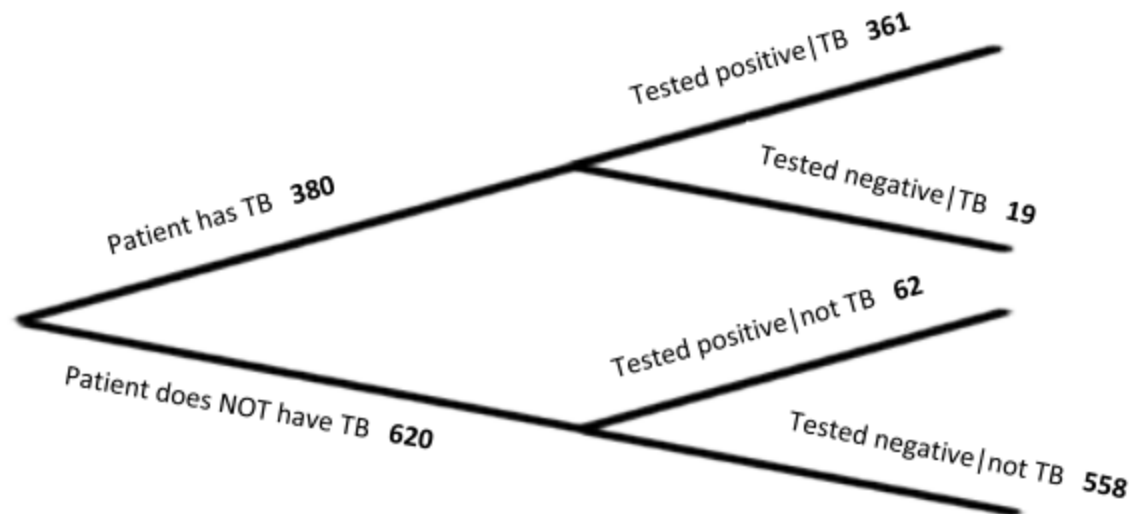 Tested positive|TB 361
Tested negative|TB 19
Patient has TB 380
Tested positive|not TB 62
Patient does NOT have TB 620
Tested negative|not TB 558